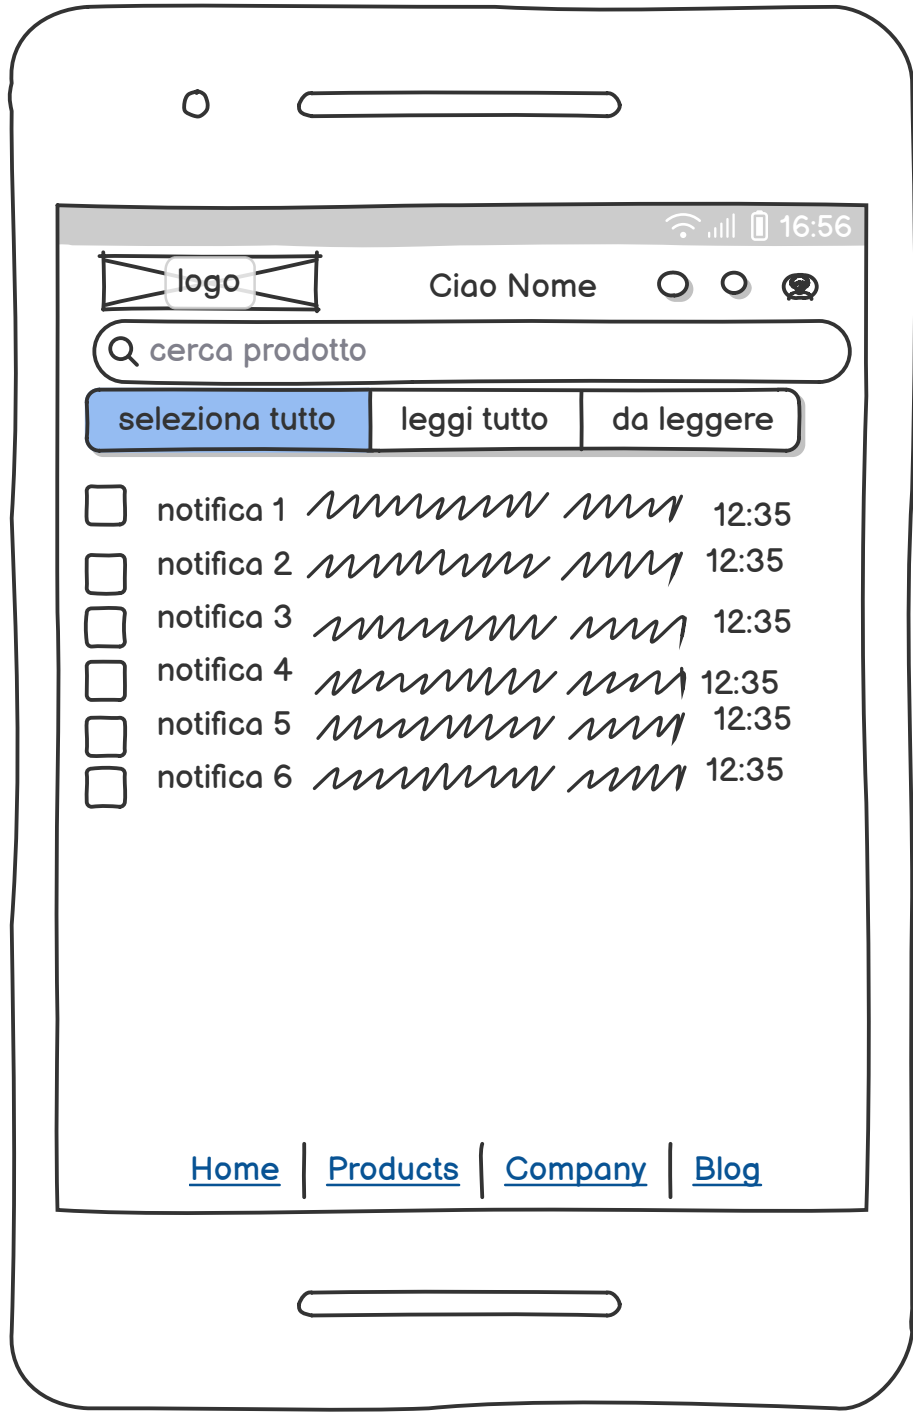 16:56
logo Ciao Nome
cerca prodotto
seleziona tutto leggi tutto da leggere
notifica 1 12:35
notifica 2 12:35
notifica 3 12:35
notifica 4 12:35
notifica 5 12:35
notifica 6 12:35
Home Products Company Blog